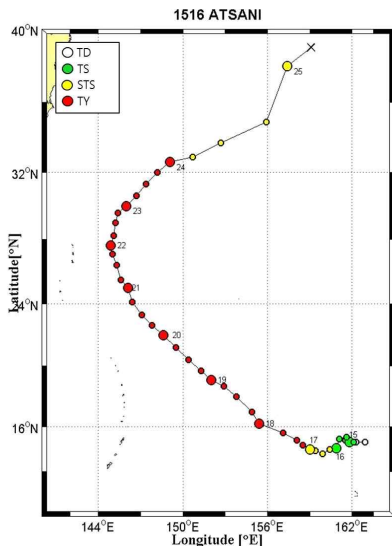 1516 ATSANI
40°N
TD
TS
STS
TY
25
24
32°N
23
22
21
24°N
20
19
18
16°N
17
15
16
144°E 150°E 156°E 162°E
Latitude[°N]
Longitude [°E]